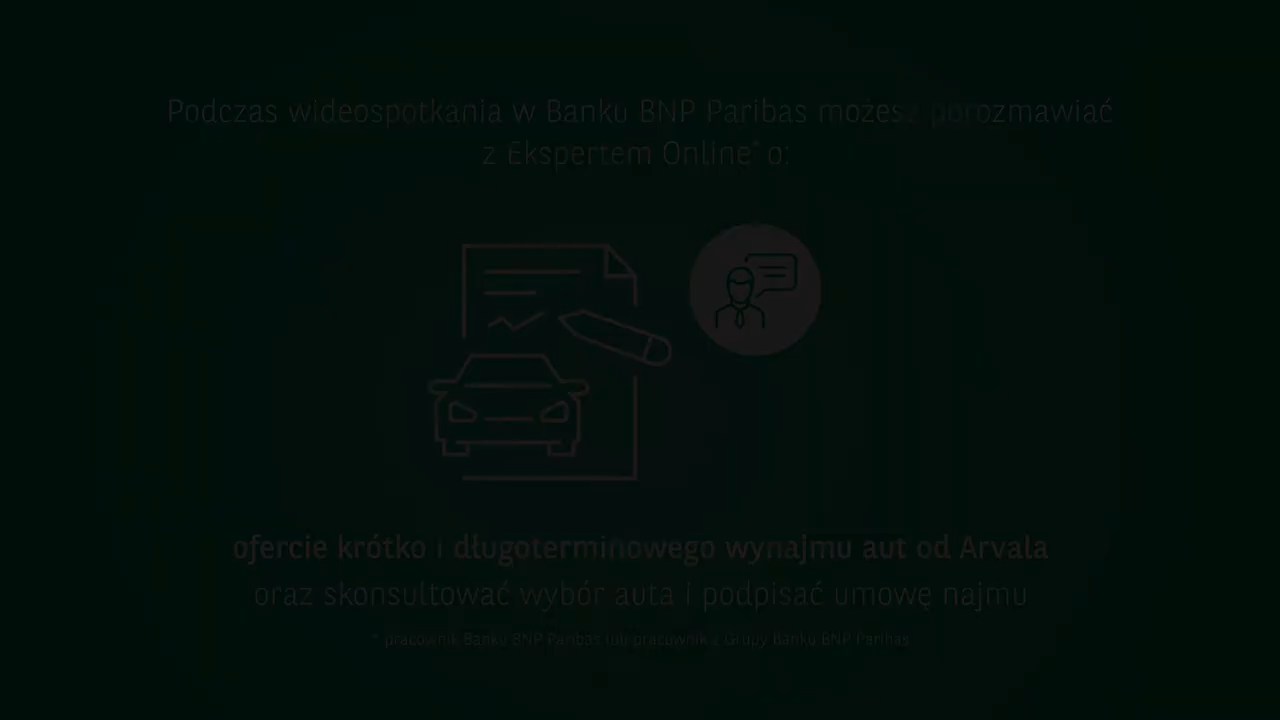 Podczas wideospotkania w Banku BNP Paribas możesz porozmawiać
z Ekspertem Online* o:
ofercie krótko i długoterminowego wynajmu aut od Arvala
oraz skonsultować wybór auta i podpisać umowę najmu
* pracownik Banku BNP Paribas lub pracownik z Grupy Banku BNP Paribas